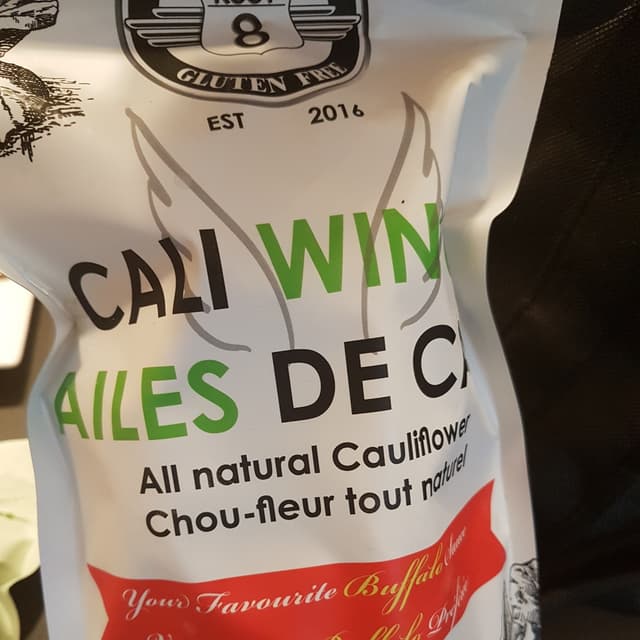 8
GLUTEN FREE
EST 2016
CALI WIN
AILES DE C
All natural Cauliflower
Chou-fleur tout naturel
Your Favourite Buffalo Sauce